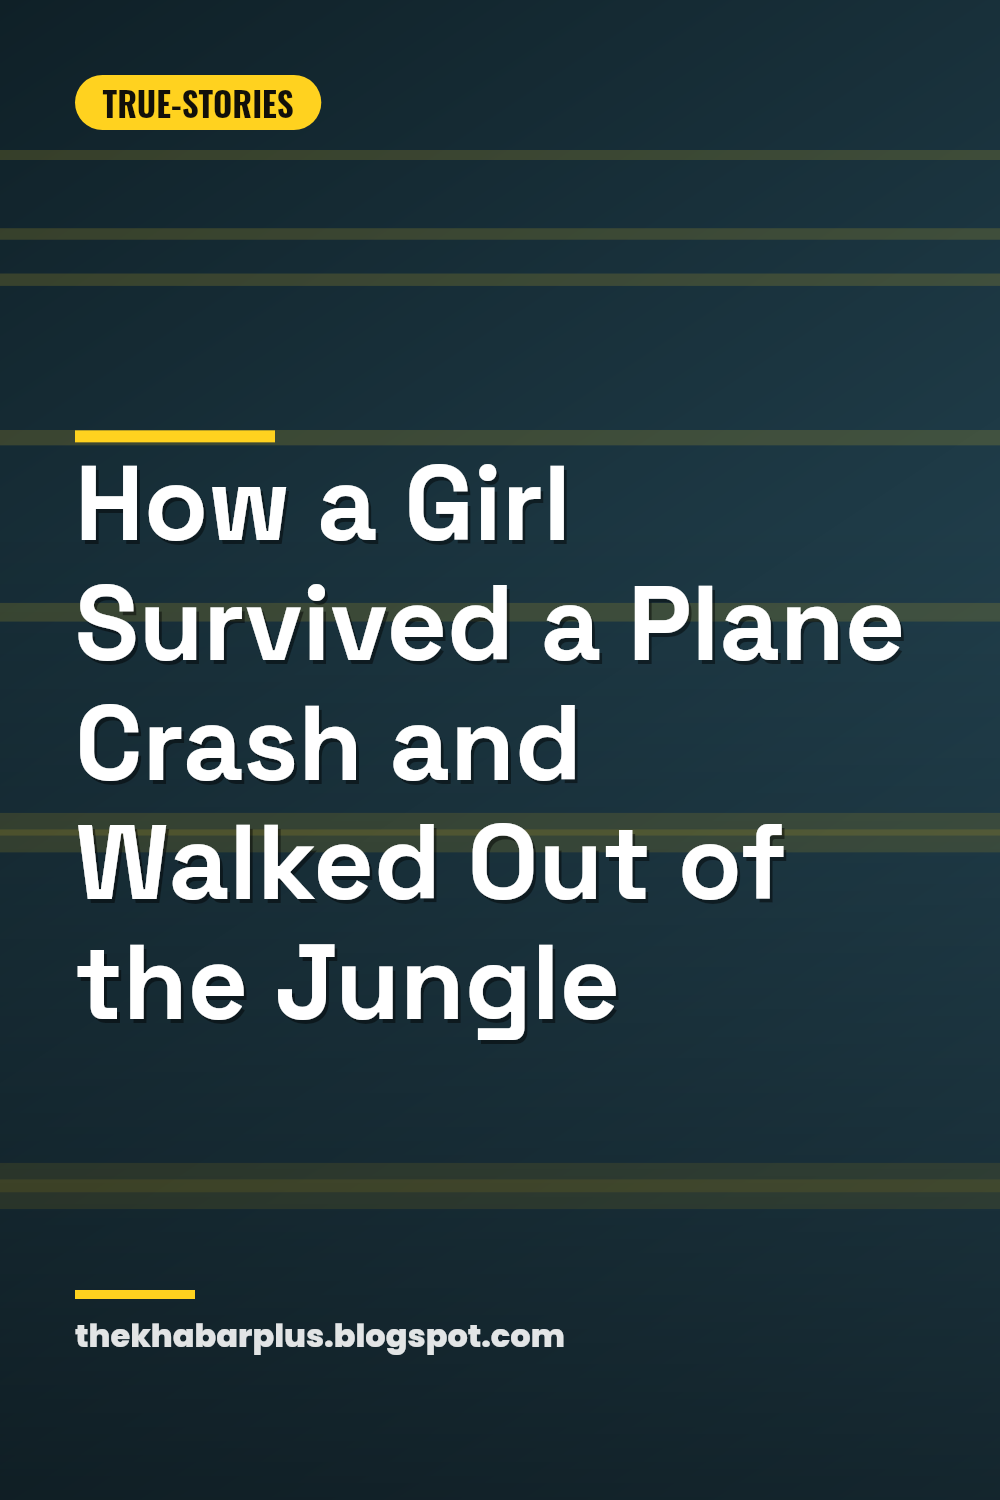 TRUE-STORIES
How a Girl
Survived a Plane
Crash and
Walked Out of
the Jungle
thekhabarplus.blogspot.com